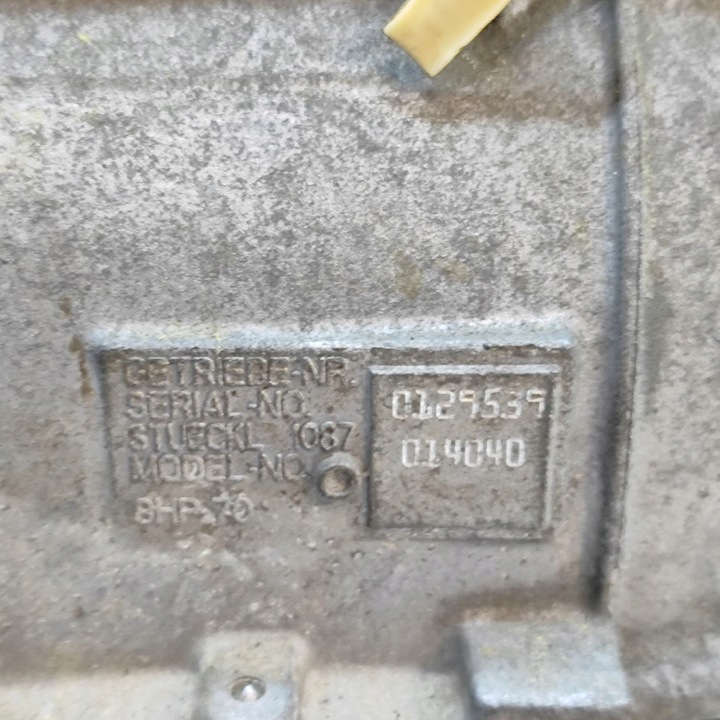 GETRIEBE-NR.
SERIAL-NO. 0129539
STUECKL 1087 014040
MODEL-NO.
8HP-70